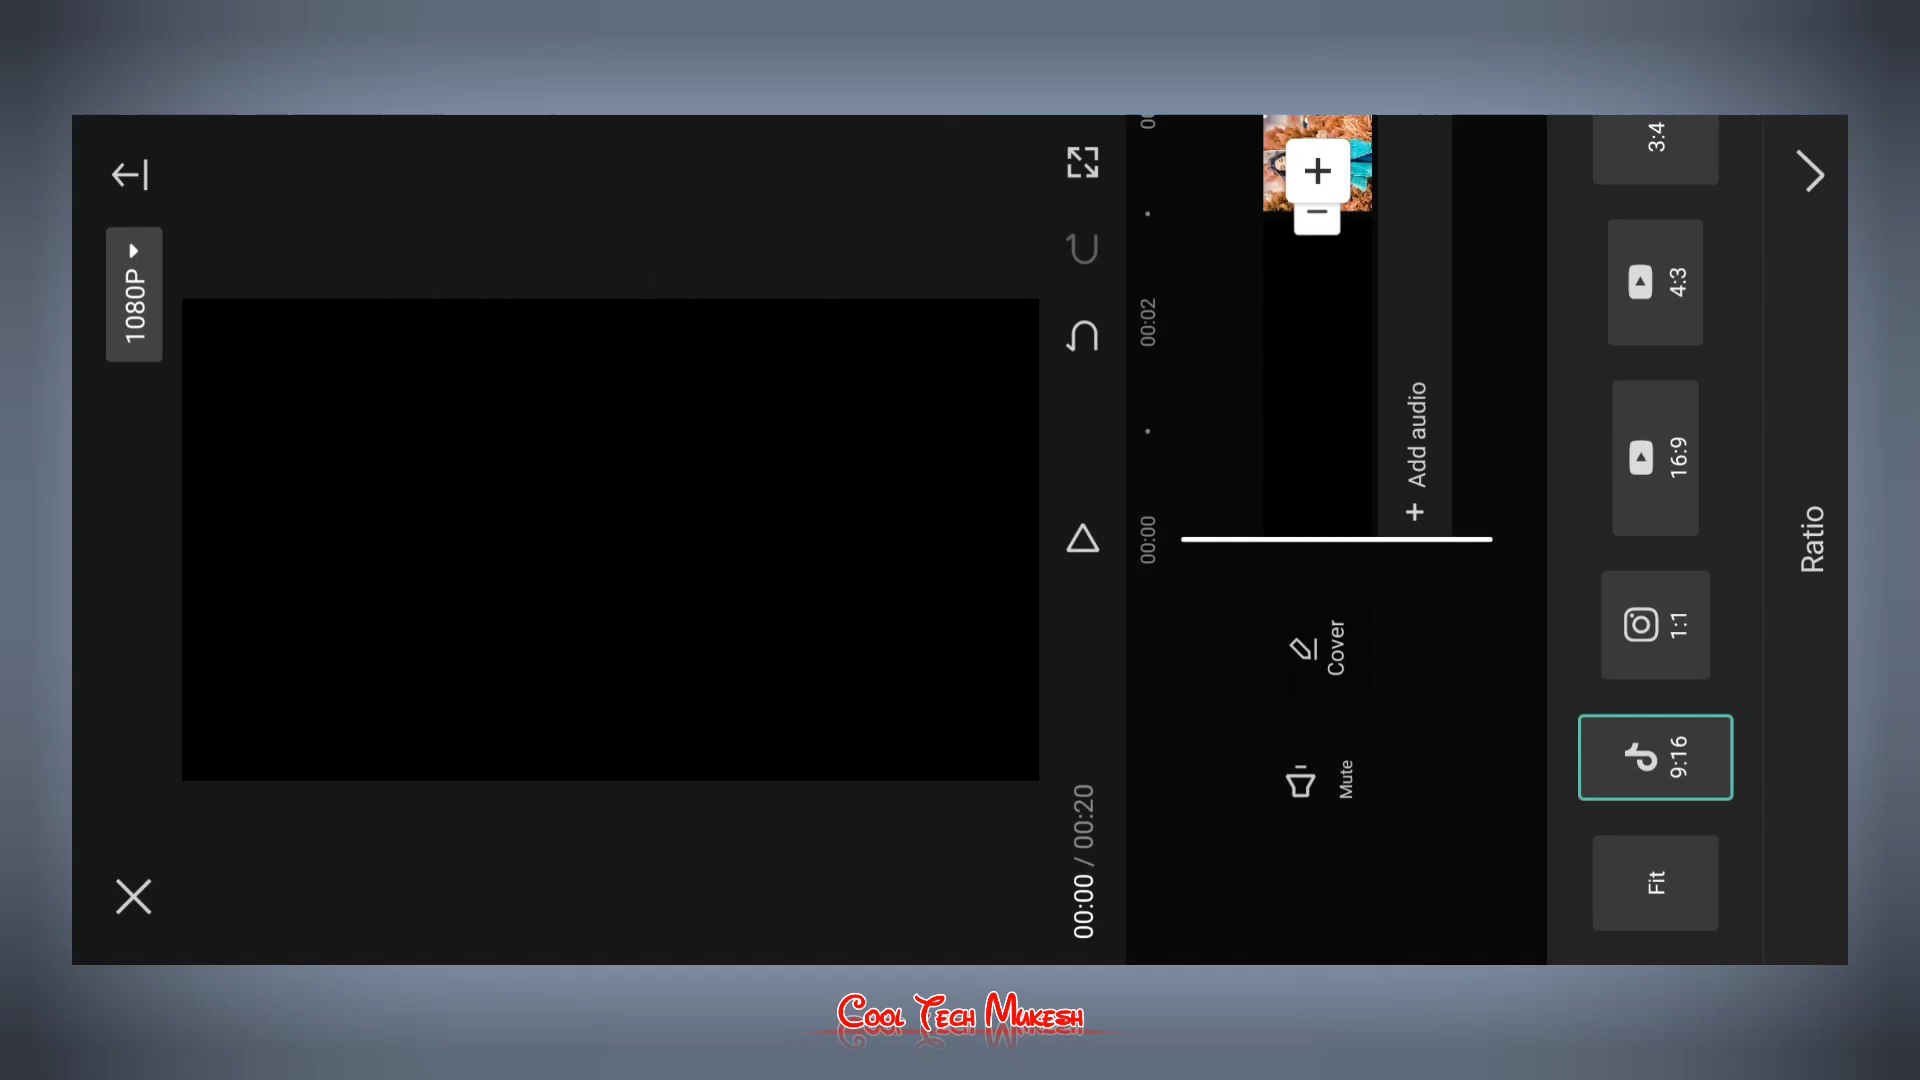 1080P
00:00 / 00:20
00:00
00:02
00
Cover
Mute
+ Add audio
Fit
9:16
1:1
16:9
4:3
3:4
Ratio
Cool Tech Mukesh